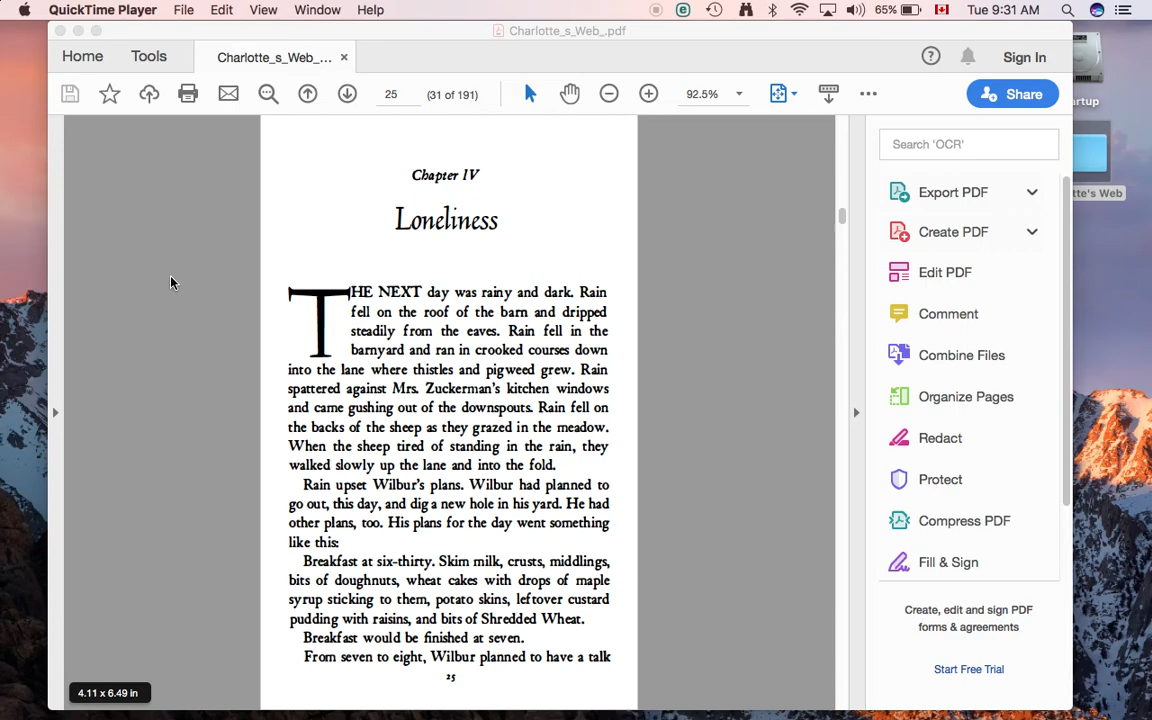 QuickTime Player File Edit View Window Help 65% Tue 9:31 AM
Charlotte_s_Web_.pdf
Home Tools Charlotte_s_Web_... × Sign In
25 (31 of 191) 92.5% Share
artup
Search 'OCR'
tte's Web
Export PDF
Create PDF
Edit PDF
Comment
Combine Files
Organize Pages
Redact
Protect
Compress PDF
Fill & Sign
Create, edit and sign PDF
forms & agreements
Start Free Trial
Chapter IV
Loneliness
THE NEXT day was rainy and dark. Rain
fell on the roof of the barn and dripped
steadily from the eaves. Rain fell in the
barnyard and ran in crooked courses down
into the lane where thistles and pigweed grew. Rain
spattered against Mrs. Zuckerman's kitchen windows
and came gushing out of the downspouts. Rain fell on
the backs of the sheep as they grazed in the meadow.
When the sheep tired of standing in the rain, they
walked slowly up the lane and into the fold.
Rain upset Wilbur's plans. Wilbur had planned to
go out, this day, and dig a new hole in his yard. He had
other plans, too. His plans for the day went something
like this:
Breakfast at six-thirty. Skim milk, crusts, middlings,
bits of doughnuts, wheat cakes with drops of maple
syrup sticking to them, potato skins, leftover custard
pudding with raisins, and bits of Shredded Wheat.
Breakfast would be finished at seven.
From seven to eight, Wilbur planned to have a talk
25
4.11 x 6.49 in